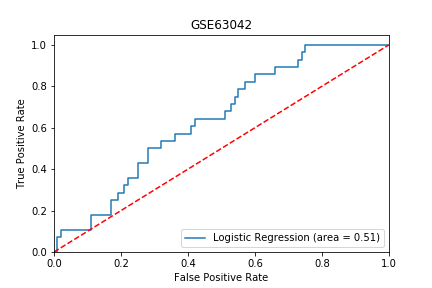 GSE63042
1.0
0.8
0.6
0.4
0.2
0.0
True Positive Rate
Logistic Regression (area = 0.51)
0.0 0.2 0.4 0.6 0.8 1.0
False Positive Rate